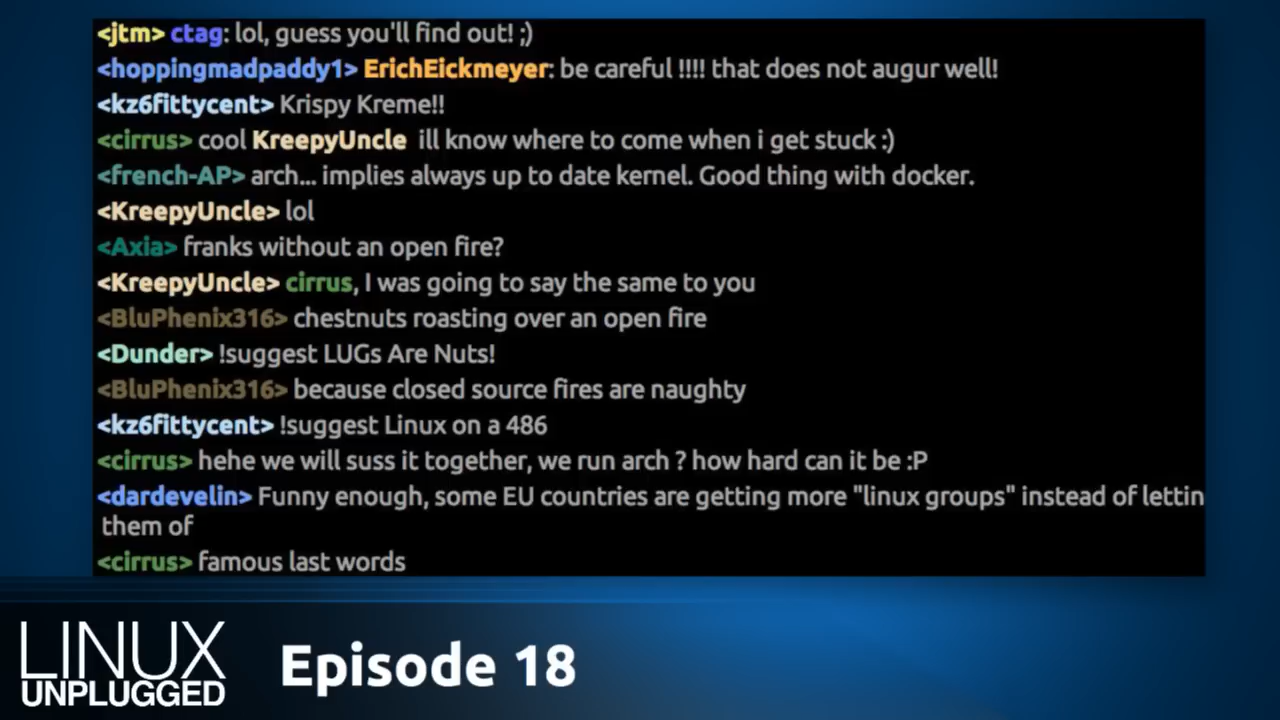 <jtm> ctag: lol, guess you'll find out! ;)
<hoppingmadpaddy1> ErichEickmeyer: be careful !!!! that does not augur well!
<kz6fittycent> Krispy Kreme!!
<cirrus> cool KreepyUncle  ill know where to come when i get stuck :)
<french-AP> arch... implies always up to date kernel. Good thing with docker.
<KreepyUncle> lol
<Axia> franks without an open fire?
<KreepyUncle> cirrus, I was going to say the same to you
<BluPhenix316> chestnuts roasting over an open fire
<Dunder> !suggest LUGs Are Nuts!
<BluPhenix316> because closed source fires are naughty
<kz6fittycent> !suggest Linux on a 486
<cirrus> hehe we will suss it together, we run arch ? how hard can it be :P
<dardevelin> Funny enough, some EU countries are getting more "linux groups" instead of lettin
them of
<cirrus> famous last words
LINUX
UNPLUGGED
Episode 18